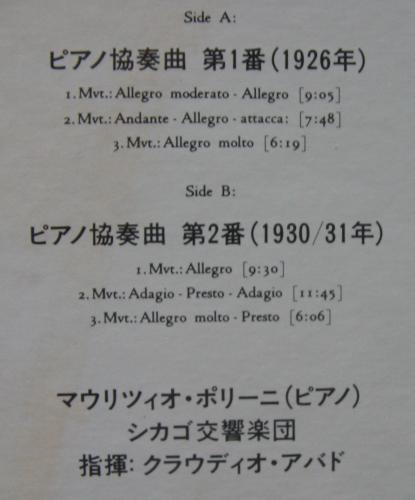 Side A:
ピアノ協奏曲 第1番(1926年)
1. Mvt.: Allegro moderato - Allegro [9:05]
2. Mvt.: Andante - Allegro - attacca: [7:48]
3. Mvt.: Allegro molto [6:19]
Side B:
ピアノ協奏曲 第2番(1930/31年)
1. Mvt.: Allegro [9:30]
2. Mvt.: Adagio - Presto - Adagio [11:45]
3. Mvt.: Allegro molto - Presto [6:06]
マウリツィオ・ポリーニ(ピアノ)
シカゴ交響楽団
指揮: クラウディオ・アバド